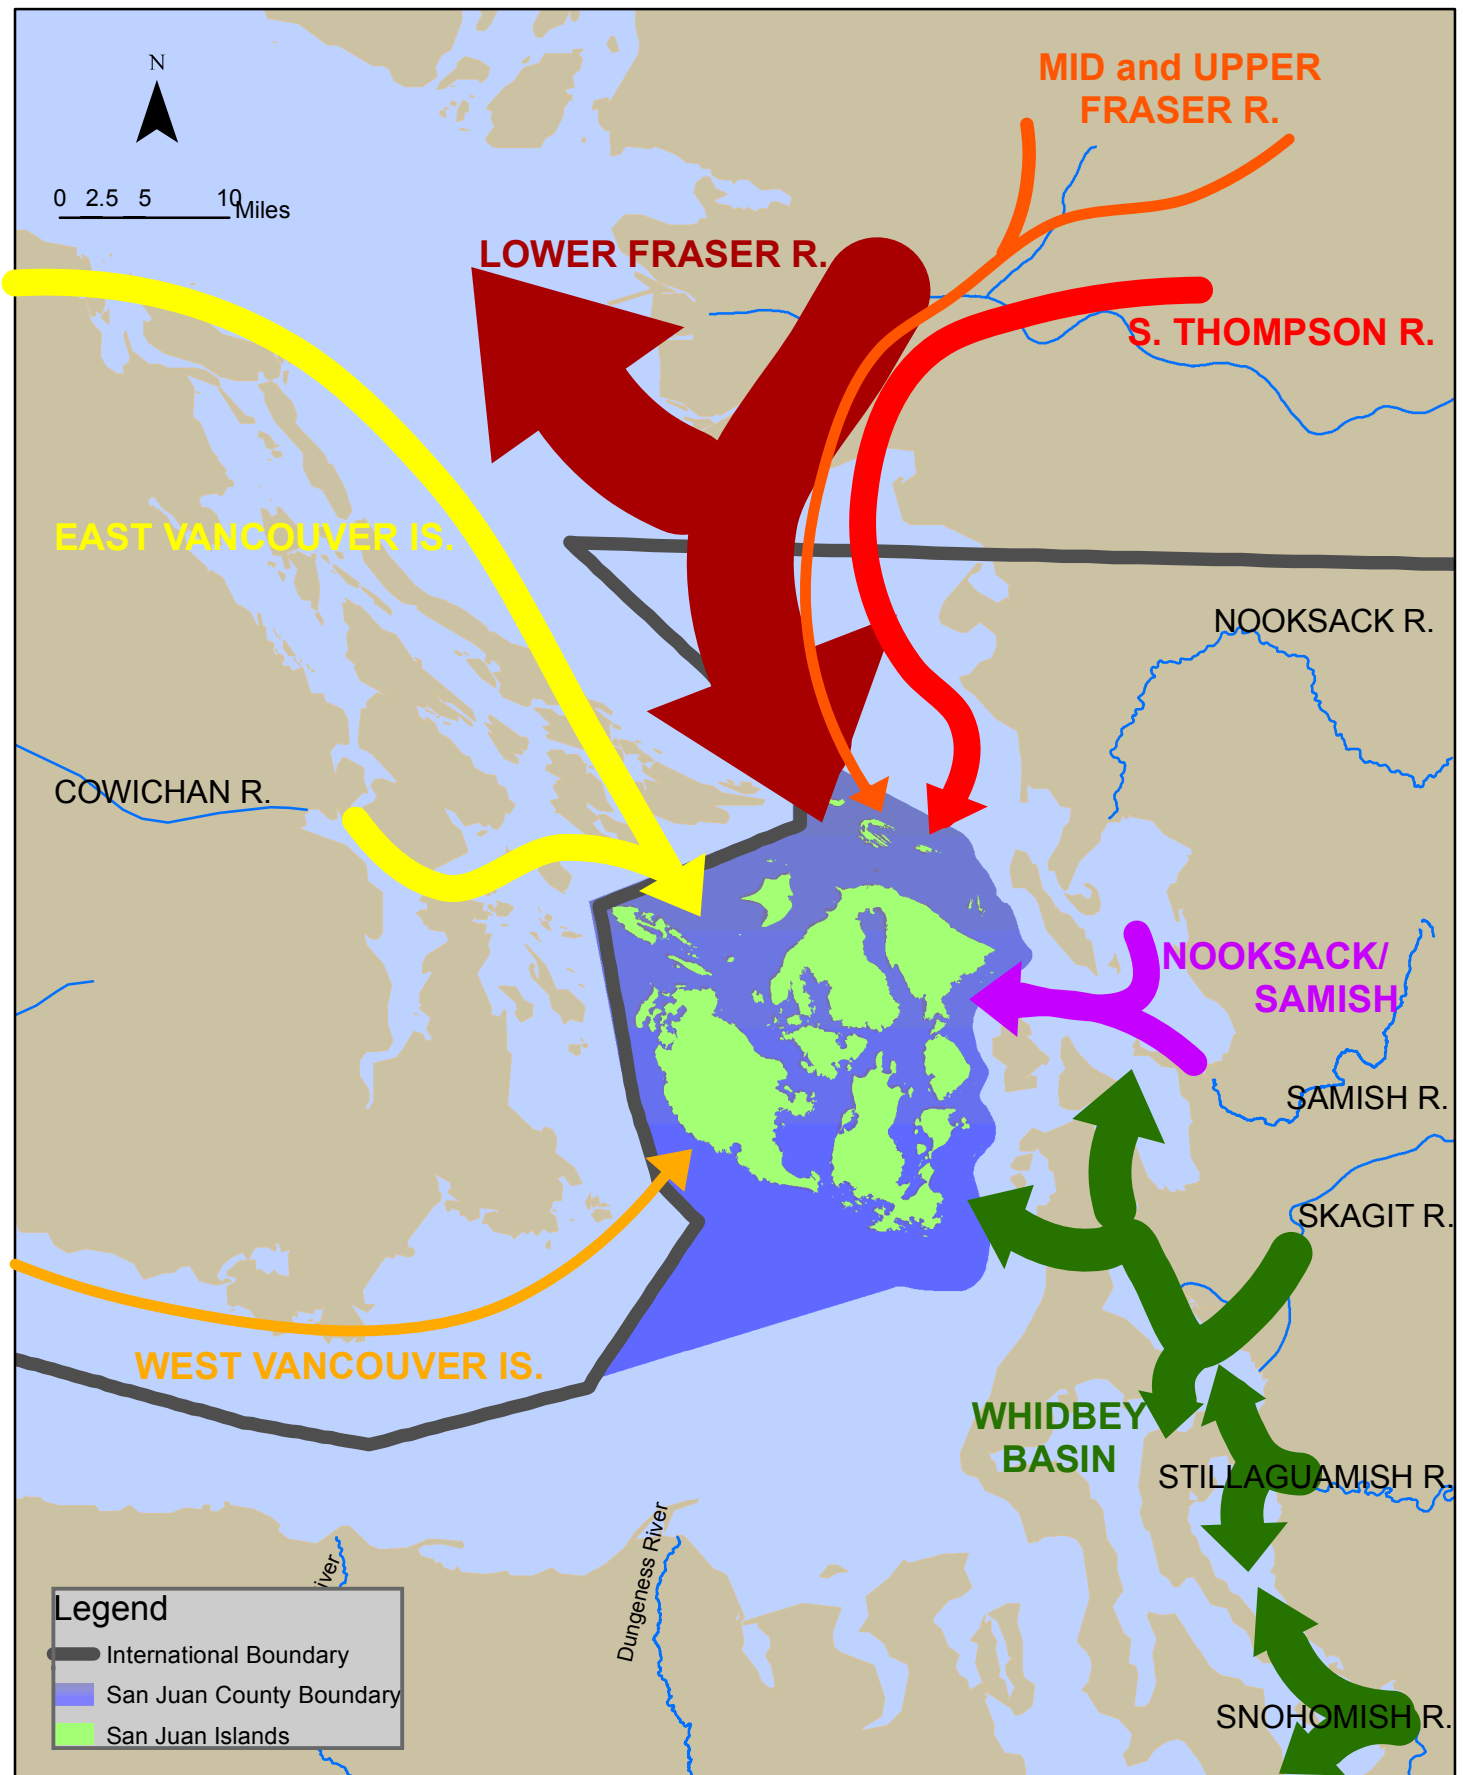 N
MID and UPPER
FRASER R.
0 2.5 5 10
Miles
LOWER FRASER R.
S. THOMPSON R.
EAST VANCOUVER IS.
NOOKSACK R.
COWICHAN R.
NOOKSACK/
SAMISH
SAMISH R.
SKAGIT R.
WEST VANCOUVER IS.
WHIDBEY
BASIN
STILLAGUAMISH R.
Dungeness River
iver
Legend
International Boundary
San Juan County Boundary
San Juan Islands
SNOHOMISH R.